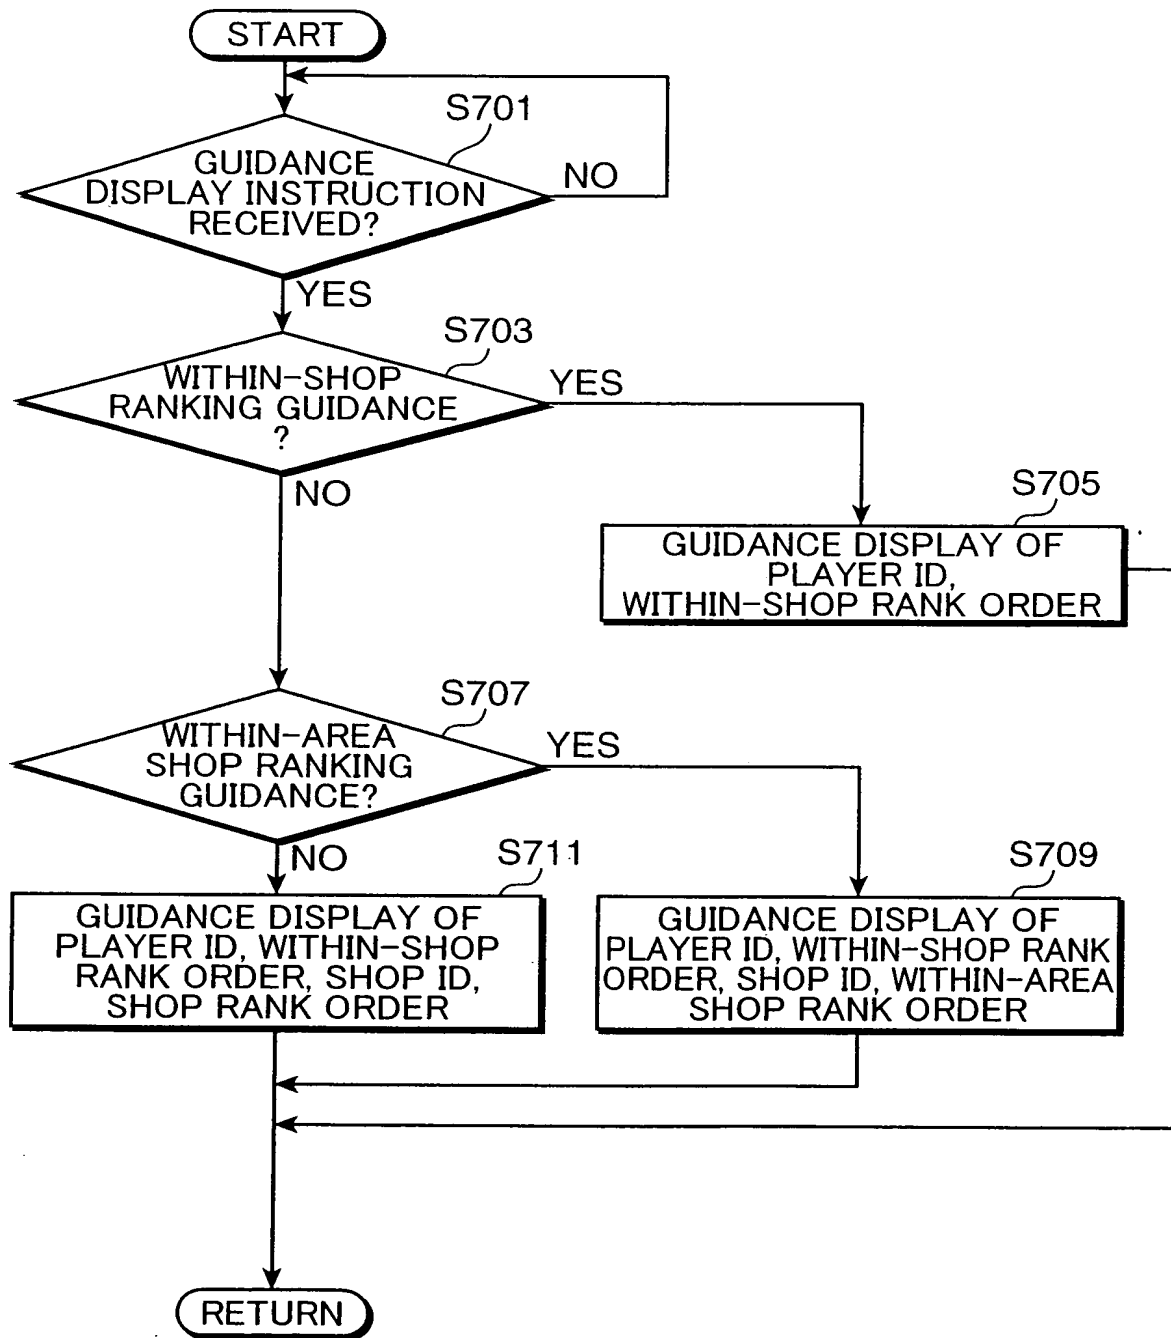 START
S701
GUIDANCE
DISPLAY INSTRUCTION
RECEIVED?
NO
YES
S703
WITHIN-SHOP
RANKING GUIDANCE
?
YES
NO
S705
GUIDANCE DISPLAY OF
PLAYER ID,
WITHIN-SHOP RANK ORDER
S707
WITHIN-AREA
SHOP RANKING
GUIDANCE?
YES
NO
S711
GUIDANCE DISPLAY OF
PLAYER ID, WITHIN-SHOP
RANK ORDER, SHOP ID,
SHOP RANK ORDER
S709
GUIDANCE DISPLAY OF
PLAYER ID, WITHIN-SHOP RANK
ORDER, SHOP ID, WITHIN-AREA
SHOP RANK ORDER
RETURN